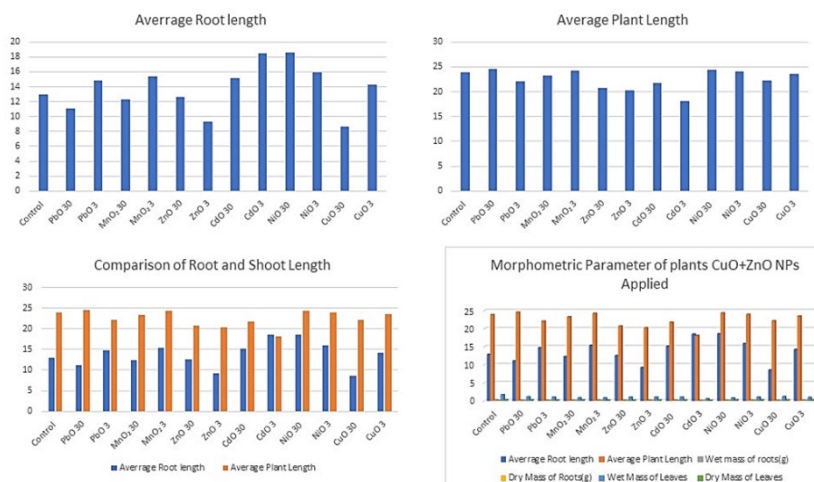 Averrage Root length
20
18
16
14
12
10
8
6
4
2
0
Control
PbO 30
PbO 3
MnO₂ 30
MnO₂ 3
ZnO 30
ZnO 3
CdO 30
CdO 3
NiO 30
NiO 3
CuO 30
CuO 3
Average Plant Length
30
25
20
15
10
5
0
Control
PbO 30
PbO 3
MnO₂ 30
MnO₂ 3
ZnO 30
ZnO 3
CdO 30
CdO 3
NiO 30
NiO 3
CuO 30
CuO 3
Comparison of Root and Shoot Length
30
25
20
15
10
5
0
Control
PbO 30
PbO 3
MnO₂ 30
MnO₂ 3
ZnO 30
ZnO 3
CdO 30
CdO 3
NiO 30
NiO 3
CuO 30
CuO 3
Average Root length
Average Plant Length
Morphometric Parameter of plants CuO+ZnO NPs
Applied
25
20
15
10
5
0
Control
PbO 30
PbO 3
MnO₂ 30
MnO₂ 3
ZnO 30
ZnO 3
CdO 30
CdO 3
NiO 30
NiO 3
CuO 30
CuO 3
Average Root length
Average Plant Length
Wet mass of roots(g)
Dry Mass of Roots(g)
Wet Mass of Leaves
Dry Mass of Leaves